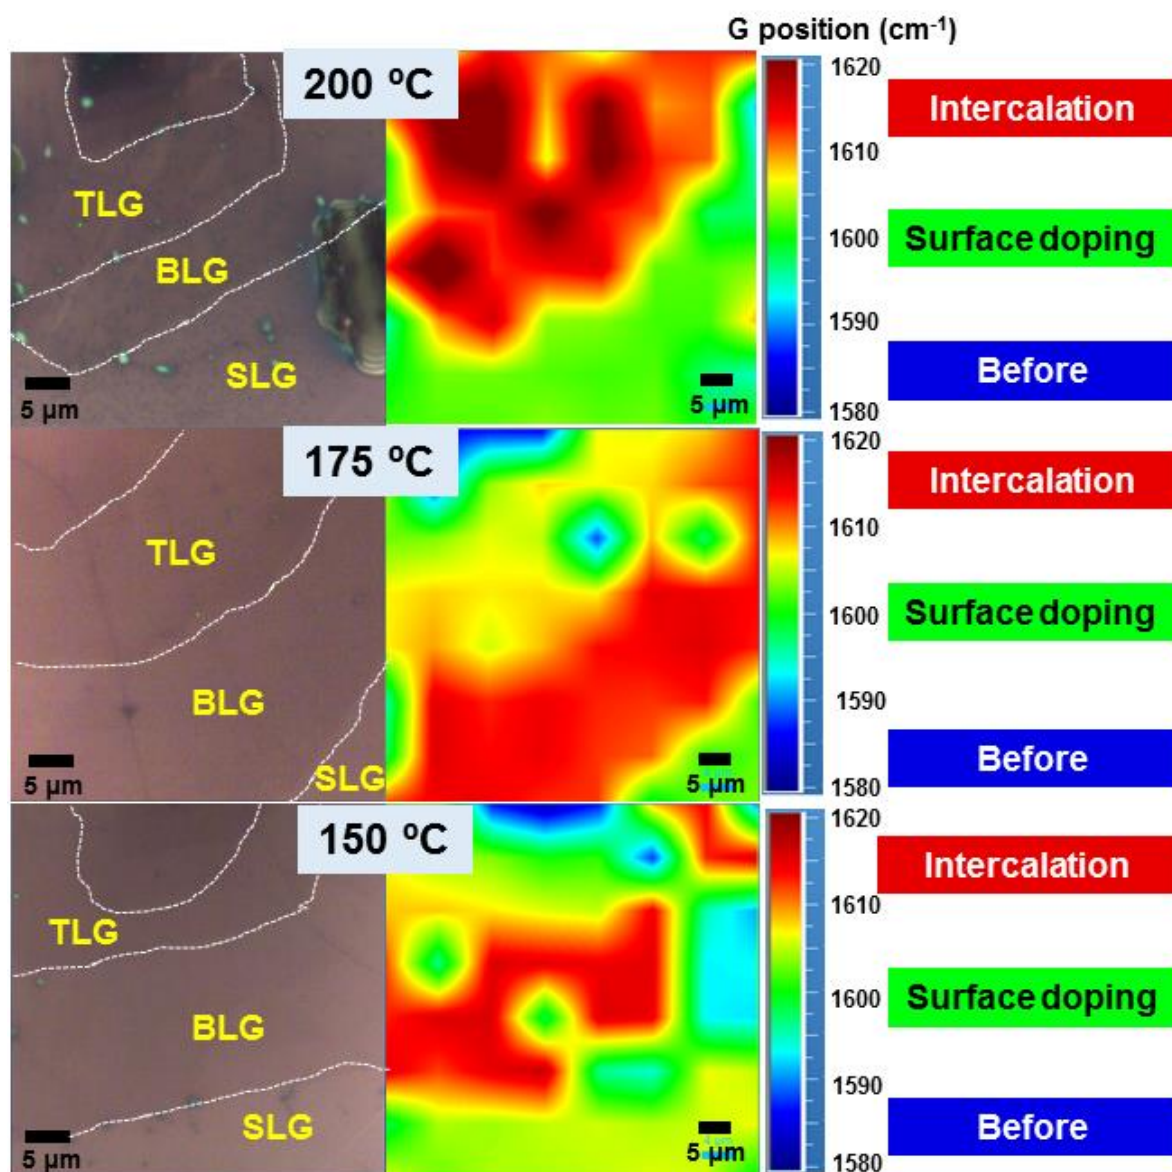 G position (cm⁻¹)
200 ºC
TLG
BLG
SLG
5 µm
5 µm
1620
1610
1600
1590
1580
Intercalation
Surface doping
Before
175 ºC
TLG
BLG
SLG
5 µm
5 µm
1620
1610
1600
1590
1580
Intercalation
Surface doping
Before
150 ºC
TLG
BLG
SLG
5 µm
5 µm
1620
1610
1600
1590
1580
Intercalation
Surface doping
Before